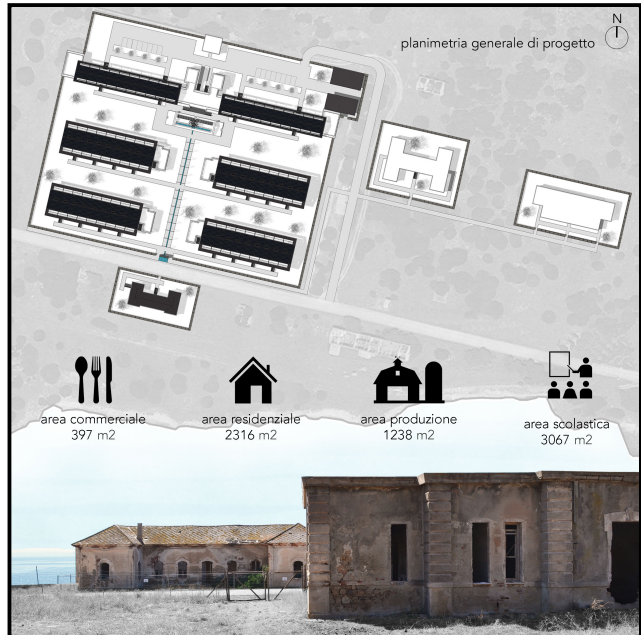 N
planimetria generale di progetto
area commerciale
397 m2
area residenziale
2316 m2
area produzione
1238 m2
area scolastica
3067 m2